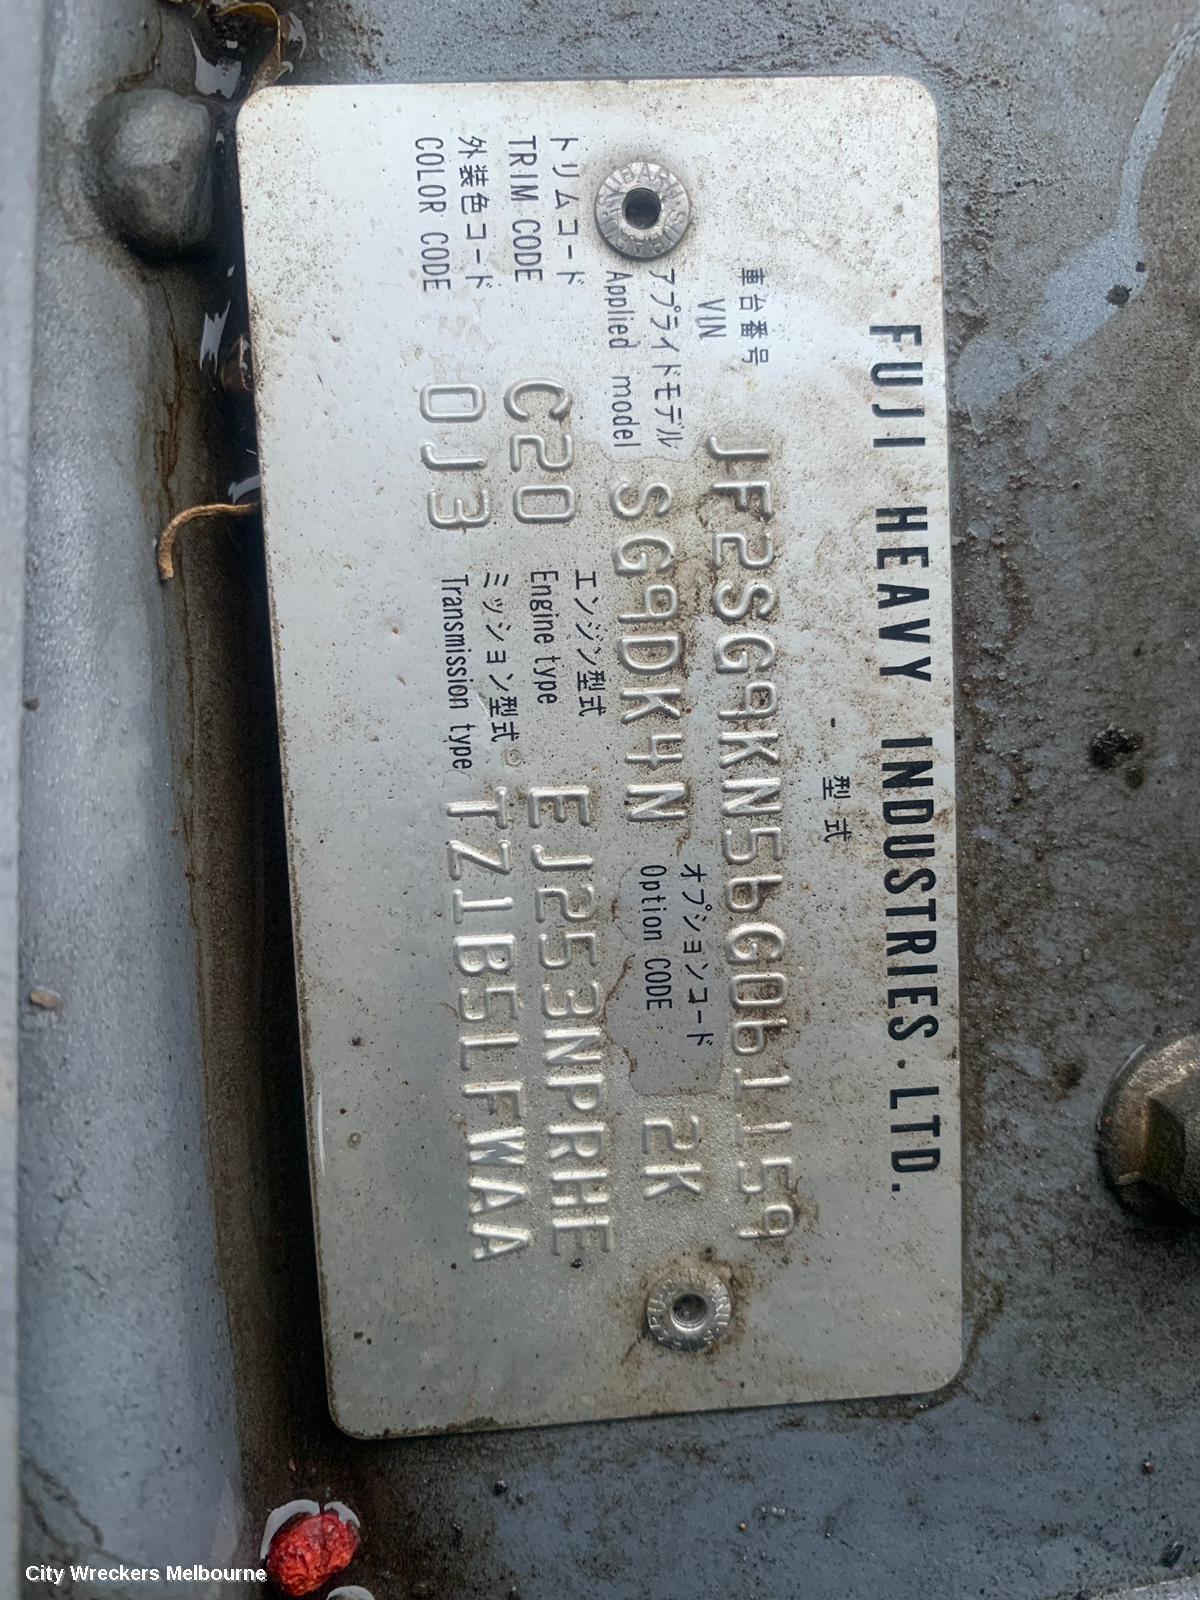 FUJI HEAVY INDUSTRIES.LTD.
- 型式
車台番号
VIN JF2SG9KN56G061159
アプライドモデル オプションコード
Applied model SG9DK4N Option CODE 2K
トリムコード エンジン型式
TRIM CODE C20 Engine type EJ253NPRHE
外装色コード ミッション型式
COLOR CODE 0J3 Transmission type TZ1B5LFWAA
SUBARU SUBARU
City Wreckers Melbourne